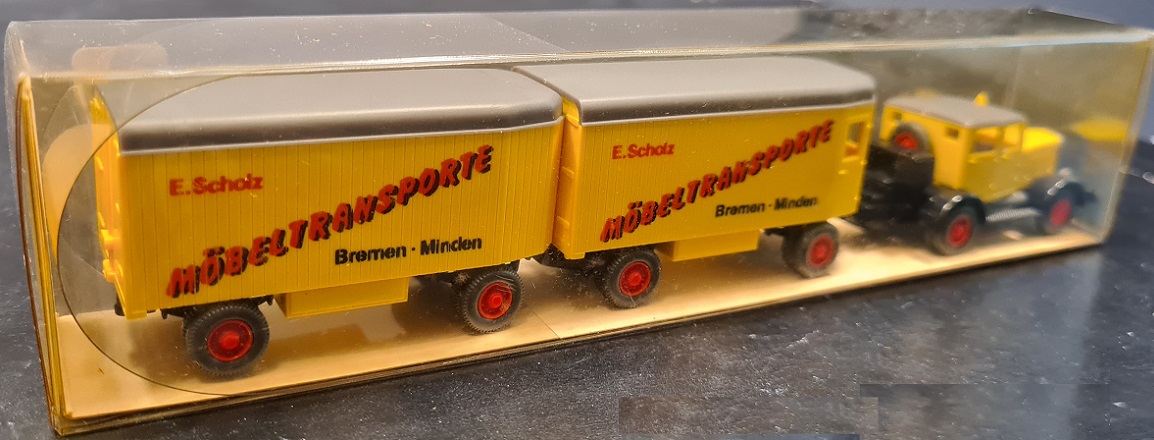 E.Scholz
MÖBELTRANSPORTE
Bremen · Minden
E.Scholz
MÖBELTRANSPORTE
Bremen · Minden